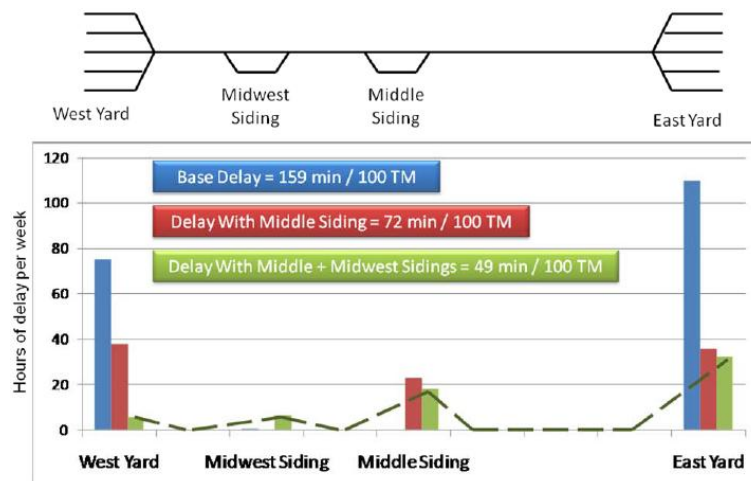 West Yard
Midwest
Siding
Middle
Siding
East Yard
Hours of delay per week
120
100
80
60
40
20
0
Base Delay = 159 min / 100 TM
Delay With Middle Siding = 72 min / 100 TM
Delay With Middle + Midwest Sidings = 49 min / 100 TM
West Yard Midwest Siding Middle Siding East Yard